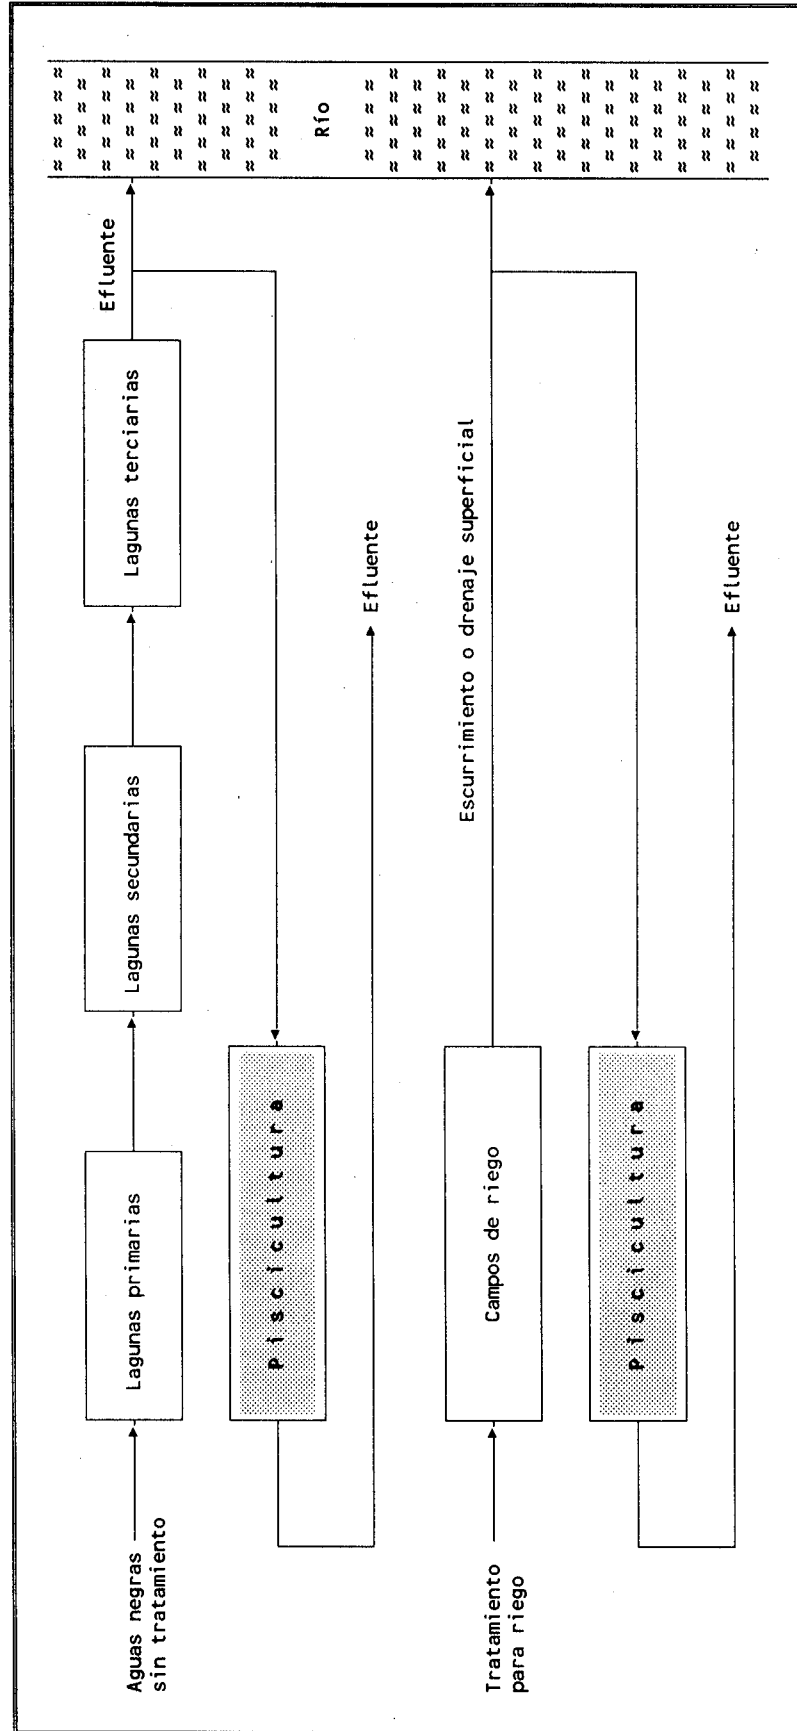 Aguas negras
sin tratamiento
Lagunas primarias
Lagunas secundarias
Lagunas terciarias
Efluente
Río
Piscicultura
Efluente
Tratamiento
para riego
Campos de riego
Escurrimiento o drenaje superficial
Piscicultura
Efluente